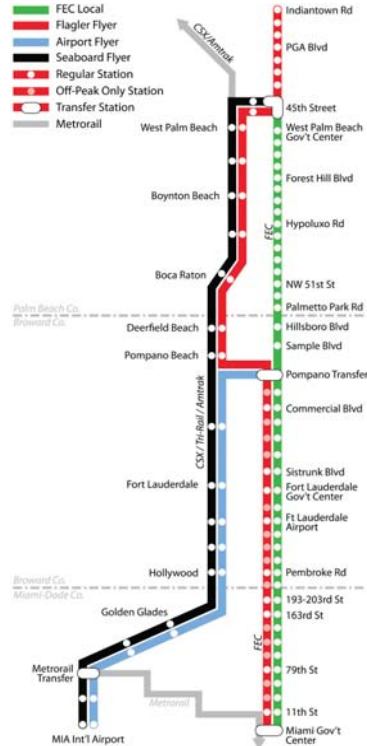 FEC Local
Flagler Flyer
Airport Flyer
Seaboard Flyer
Regular Station
Off-Peak Only Station
Transfer Station
Metrorail
CSX/Amtrak
Indiantown Rd
PGA Blvd
45th Street
West Palm Beach
West Palm Beach
Gov't Center
Forest Hill Blvd
Boynton Beach
Hypoluxo Rd
FEC
Boca Raton
NW 51st St
Palm Beach Co.
Broward Co.
Palmetto Park Rd
Deerfield Beach
Hillsboro Blvd
Sample Blvd
Pompano Beach
Pompano Transfer
CSX / Tri-Rail / Amtrak
Commercial Blvd
Sistrunk Blvd
Fort Lauderdale
Fort Lauderdale
Gov't Center
Ft Lauderdale
Airport
Hollywood
Pembroke Rd
Broward Co.
Miami-Dade Co.
193-203rd St
Golden Glades
163rd St
FEC
Metrorail
Transfer
79th St
Metrorail
11th St
MIA Int'l Airport
Miami Gov't
Center